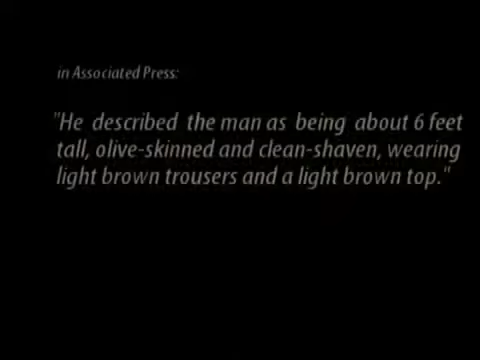 in Associated Press:
"He described the man as being about 6 feet
tall, olive-skinned and clean-shaven, wearing
light brown trousers and a light brown top."